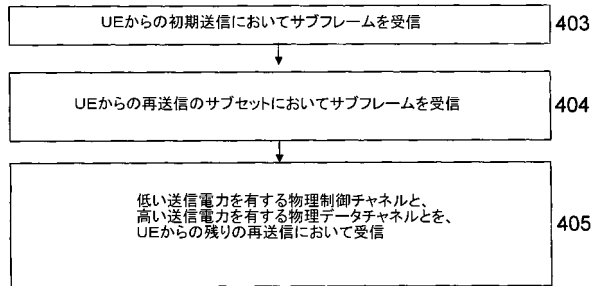 UEからの初期送信においてサブフレームを受信
403
UEからの再送信のサブセットにおいてサブフレームを受信
404
低い送信電力を有する物理制御チャネルと、
高い送信電力を有する物理データチャネルとを、
UEからの残りの再送信において受信
405